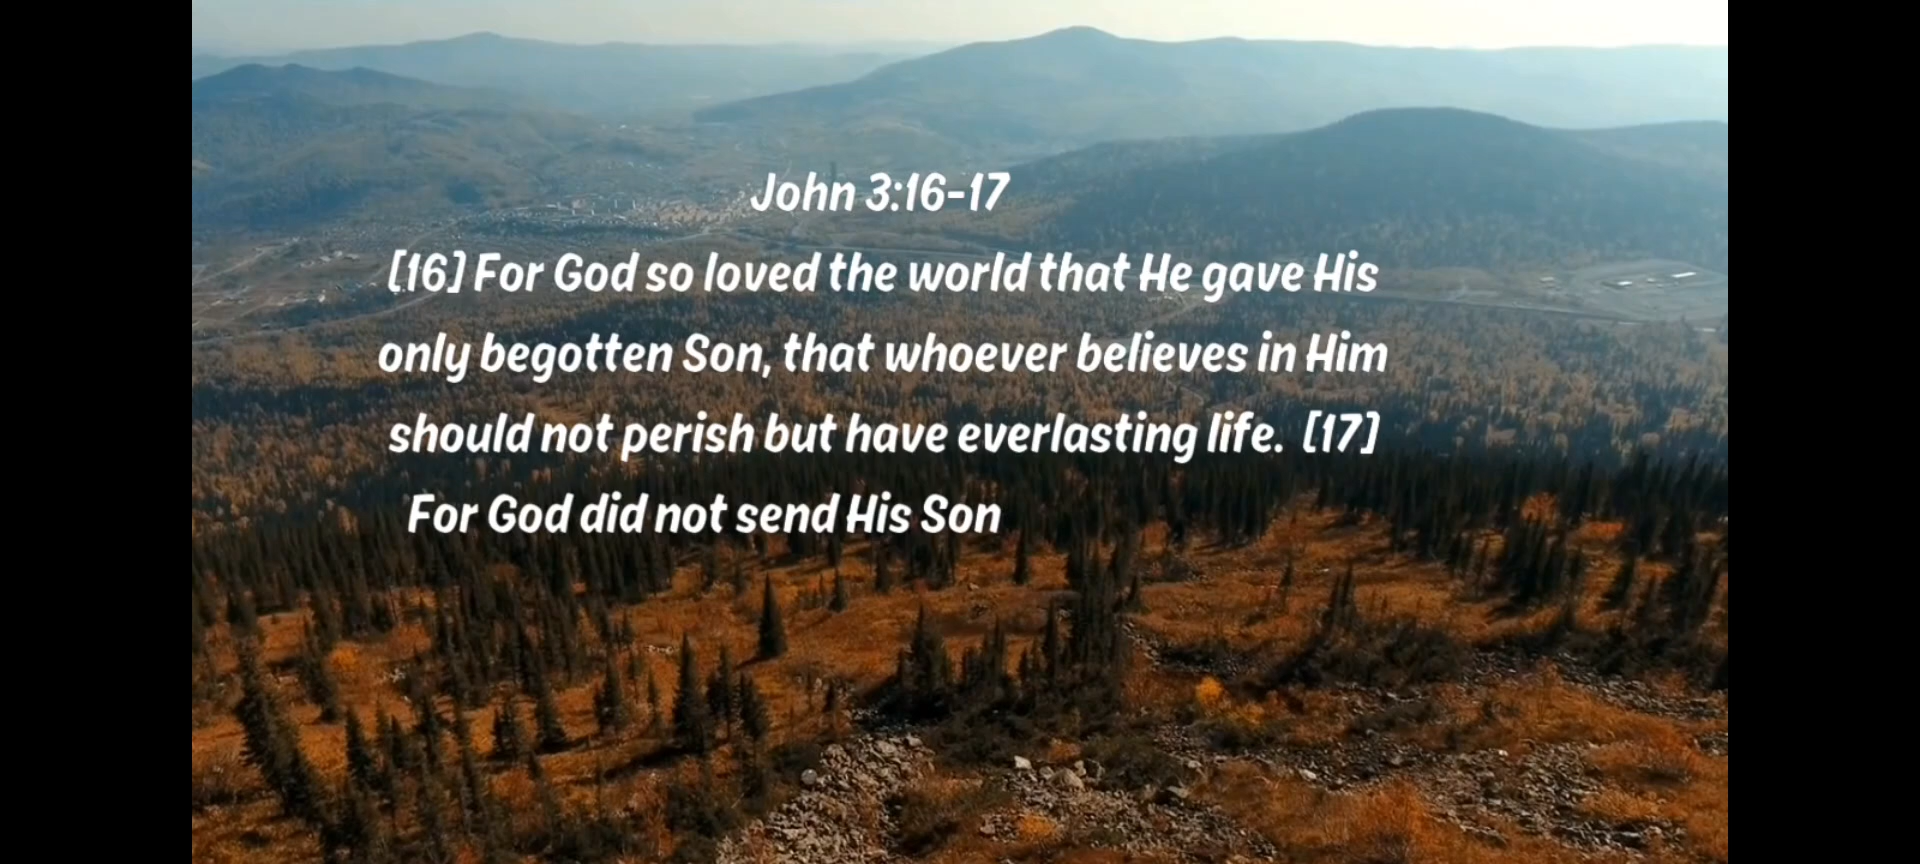 John 3:16-17
[16] For God so loved the world that He gave His
only begotten Son, that whoever believes in Him
should not perish but have everlasting life. [17]
For God did not send His Son